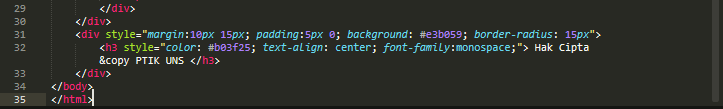 29 </div>
30 </div>
31 <div style="margin:10px 15px; padding:5px 0; background: #e3b059; border-radius: 15px">
32 <h3 style="color: #b03f25; text-align: center; font-family:monospace;"> Hak Cipta
&copy PTIK UNS </h3>
33 </div>
34 </body>
35 </html>